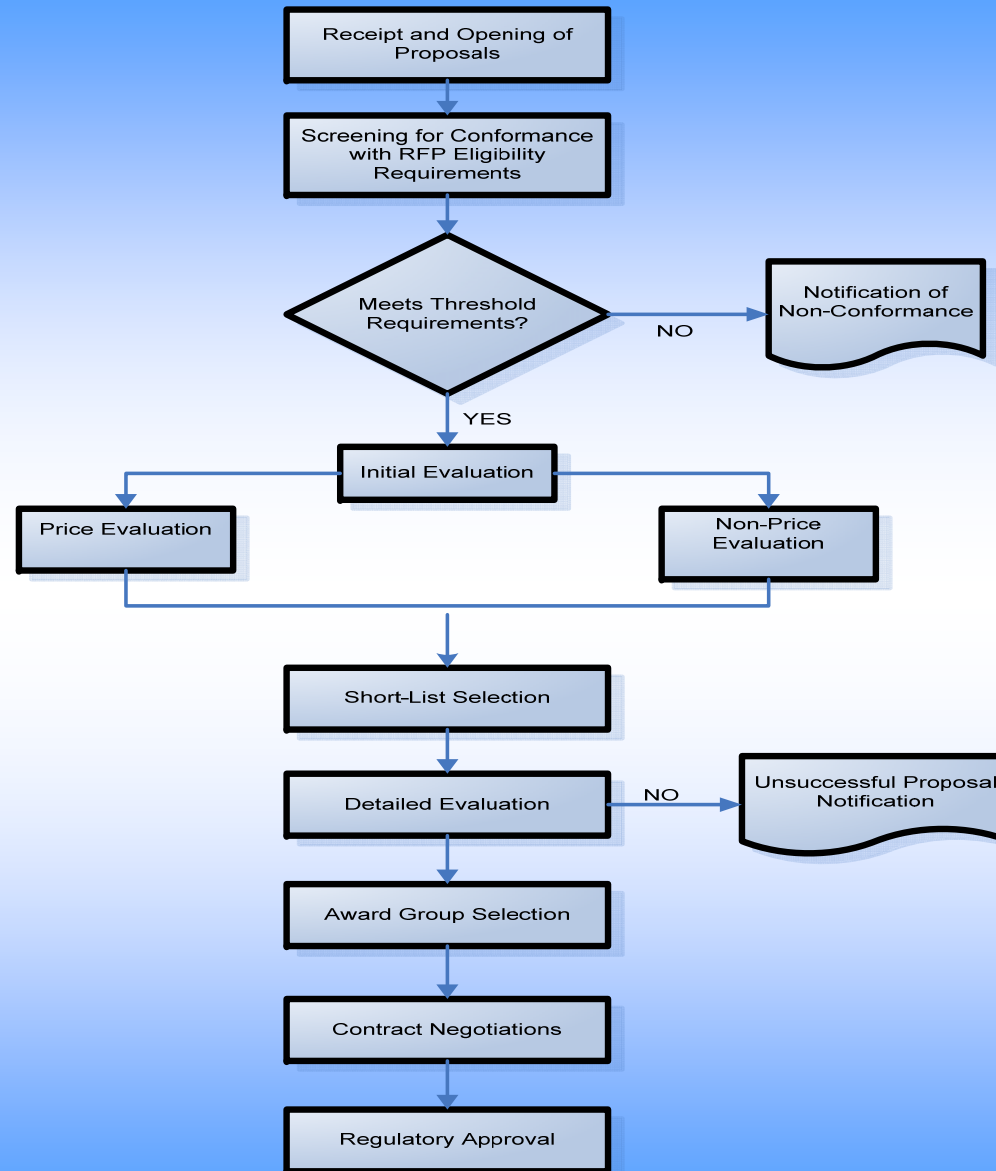 Receipt and Opening of
Proposals
Screening for Conformance
with RFP Eligibility
Requirements
Meets Threshold
Requirements?
NO
Notification of
Non-Conformance
YES
Initial Evaluation
Price Evaluation
Non-Price
Evaluation
Short-List Selection
Detailed Evaluation
NO
Unsuccessful Proposal
Notification
Award Group Selection
Contract Negotiations
Regulatory Approval